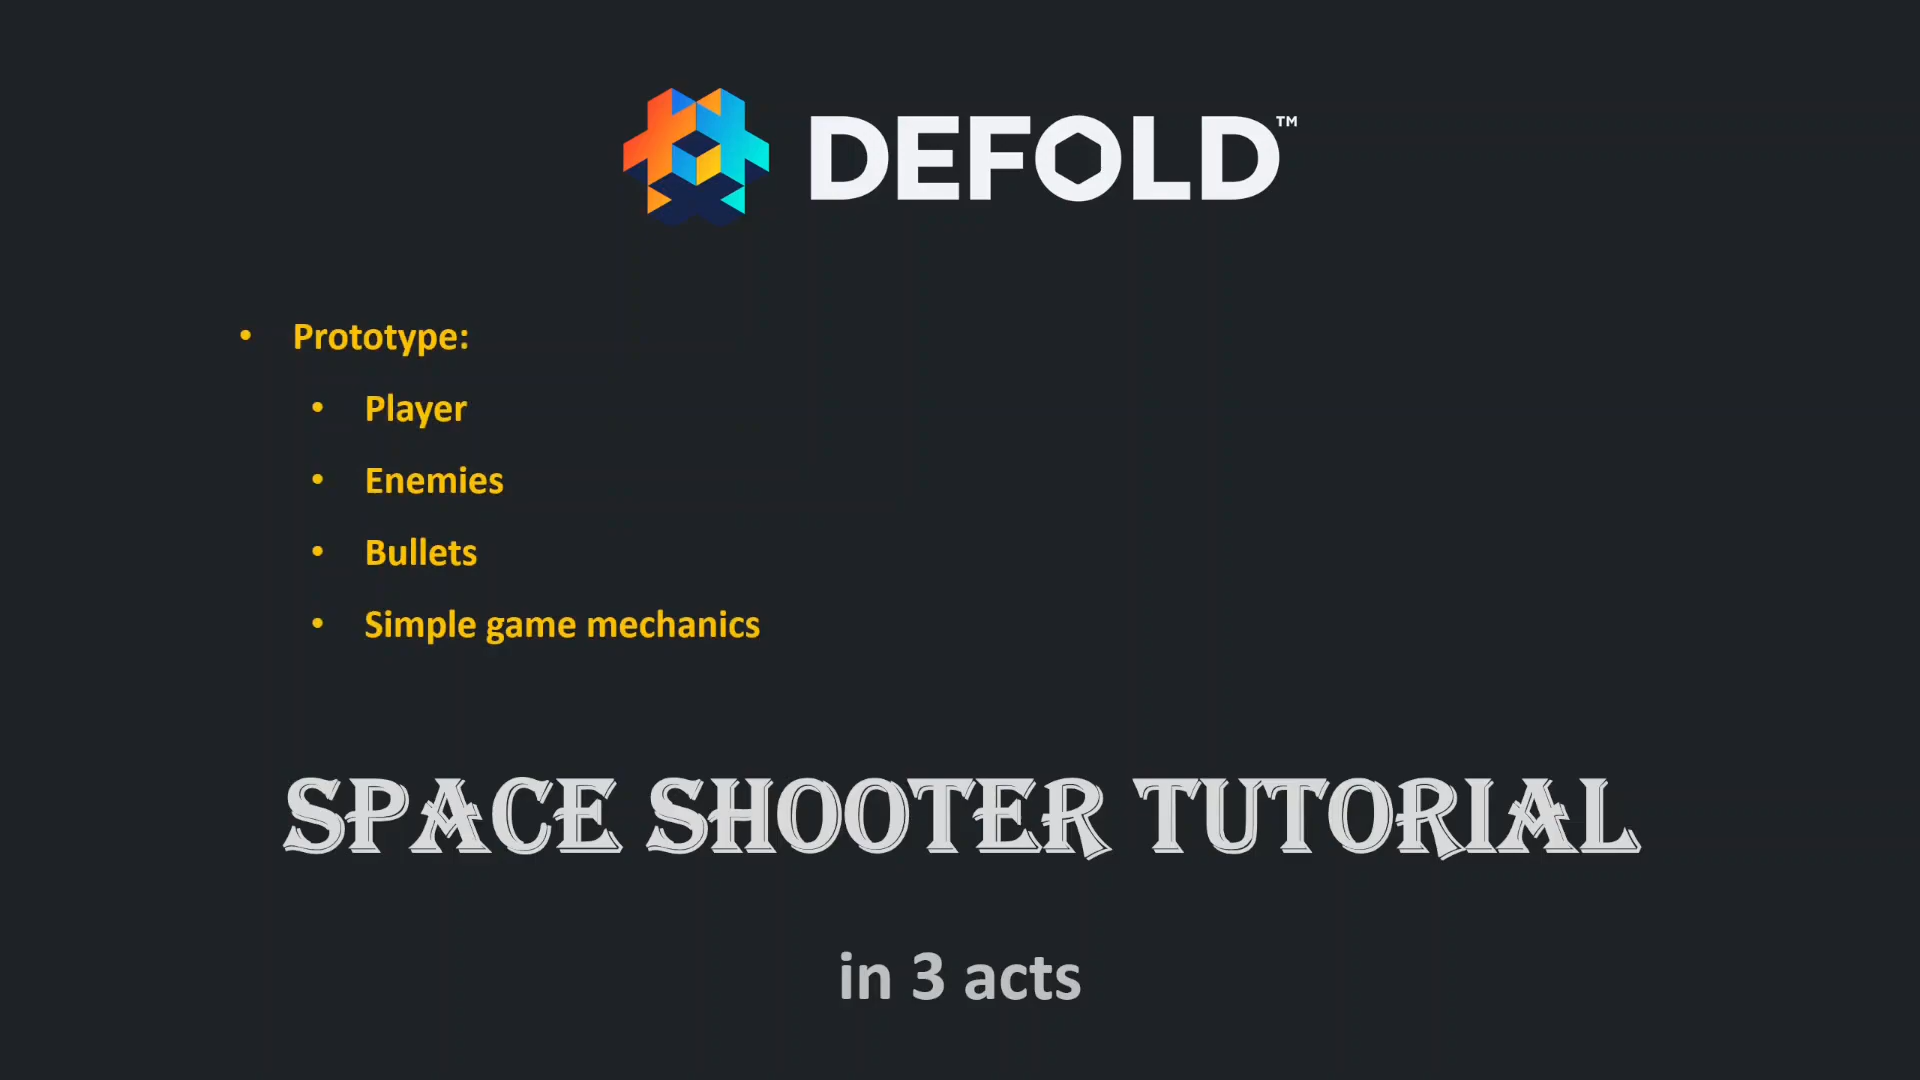 DEFOLD™
• Prototype:
• Player
• Enemies
• Bullets
• Simple game mechanics
SPACE SHOOTER TUTORIAL
in 3 acts